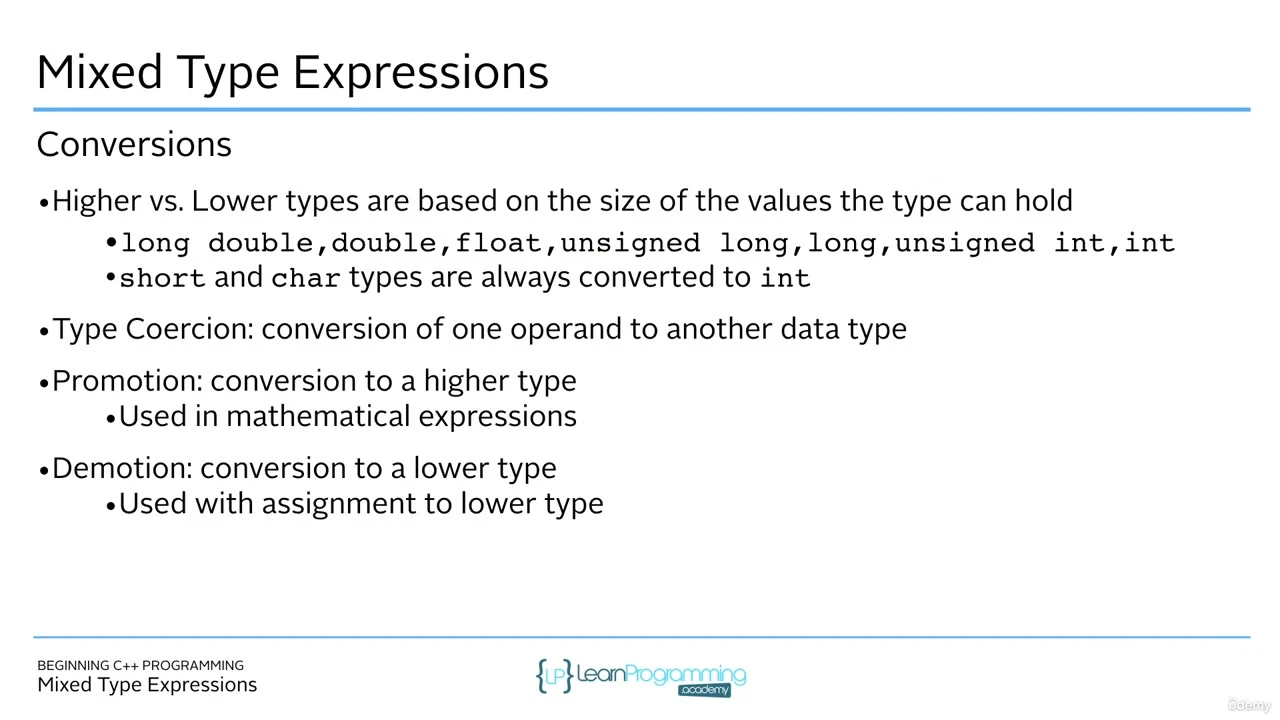 Mixed Type Expressions
Conversions
•Higher vs. Lower types are based on the size of the values the type can hold
•long double,double,float,unsigned long,long,unsigned int,int
•short and char types are always converted to int
•Type Coercion: conversion of one operand to another data type
•Promotion: conversion to a higher type
•Used in mathematical expressions
•Demotion: conversion to a lower type
•Used with assignment to lower type
BEGINNING C++ PROGRAMMING
Mixed Type Expressions
{LP} LearnProgramming
.academy
ûdemy